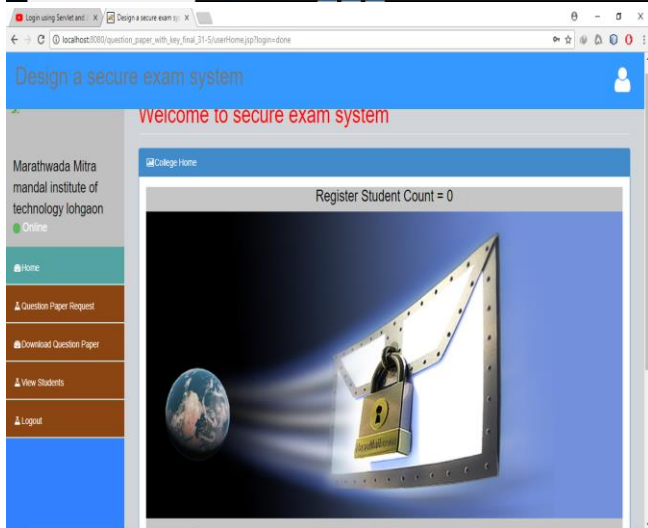 Login using Servlet and
Design a secure exam sys
localhost:8080/question_paper_with_key_final_31-5/userHome.jsp?login=done
Design a secure exam system
Welcome to secure exam system
Marathwada Mitra
mandal institute of
technology lohgaon
Online
Home
Question Paper Request
Download Question Paper
View Students
Logout
College Home
Register Student Count = 0